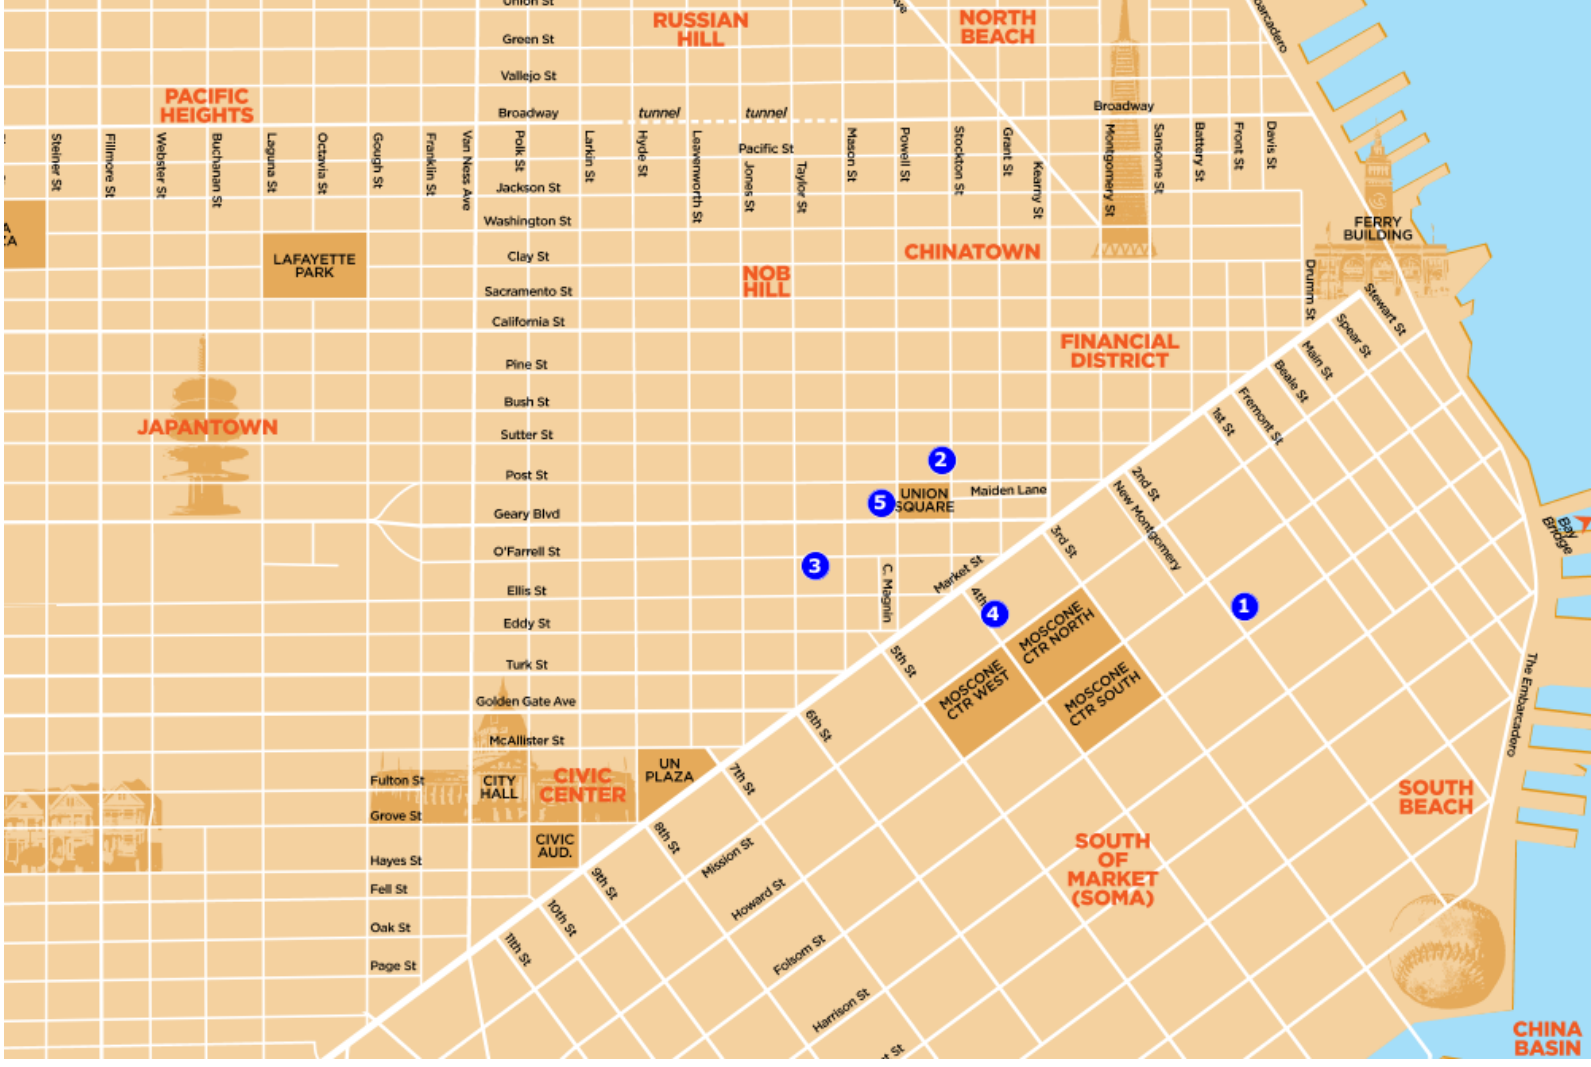 Union St
RUSSIAN
HILL
NORTH
BEACH
Green St
Vallejo St
PACIFIC
HEIGHTS
Broadway
tunnel
tunnel
Broadway
Steiner St
Fillmore St
Webster St
Buchanan St
Laguna St
Octavia St
Gough St
Franklin St
Van Ness Ave
Polk St
Larkin St
Hyde St
Leavenworth St
Pacific St
Jones St
Taylor St
Mason St
Powell St
Stockton St
Grant St
Kearny St
Montgomery St
Sansome St
Battery St
Front St
Davis St
Jackson St
Washington St
FERRY
BUILDING
CHINATOWN
Clay St
LAFAYETTE
PARK
NOB
HILL
Sacramento St
Drumm St
Stewart St
California St
Spear St
FINANCIAL
DISTRICT
Main St
Pine St
Beale St
Fremont St
Bush St
1st St
JAPANTOWN
Sutter St
2
Post St
2nd St
5
UNION
SQUARE
Maiden Lane
New Montgomery
Geary Blvd
3rd St
Bay
Bridge
O'Farrell St
3
C. Magnin
Market St
Ellis St
4th
4
1
Eddy St
MOSCONE
CTR NORTH
5th St
Turk St
MOSCONE
CTR WEST
MOSCONE
CTR SOUTH
The Embarcadero
Golden Gate Ave
6th St
McAllister St
UN
PLAZA
7th St
Fulton St
CITY
HALL
CIVIC
CENTER
SOUTH
BEACH
Grove St
8th St
CIVIC
AUD.
Mission St
Hayes St
SOUTH
OF
MARKET
(SOMA)
9th St
Fell St
Howard St
10th St
Oak St
11th St
Folsom St
Page St
Harrison St
CHINA
BASIN